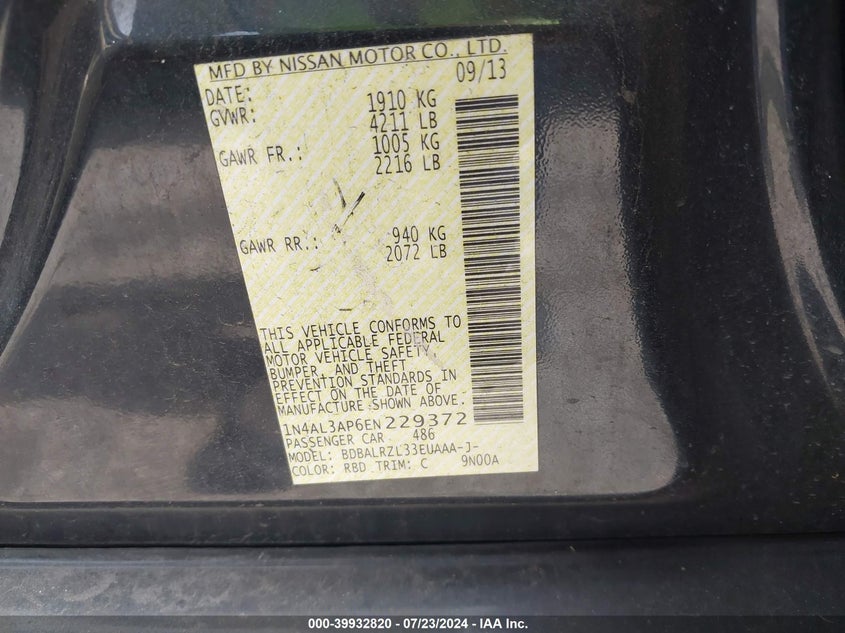 MFD BY NISSAN MOTOR CO., LTD.
DATE: 09/13
GVWR: 1910 KG
4211 LB
GAWR FR.: 1005 KG
2216 LB
GAWR RR.: 940 KG
2072 LB
THIS VEHICLE CONFORMS TO
ALL APPLICABLE FEDERAL
MOTOR VEHICLE SAFETY,
BUMPER, AND THEFT
PREVENTION STANDARDS IN
EFFECT ON THE DATE OF
MANUFACTURE SHOWN ABOVE.
1N4AL3AP6EN229372
PASSENGER CAR 486
MODEL: BDBALRZL33EUAAA-J-
COLOR: RBD TRIM: C 9N00A
000-39932820 - 07/23/2024 - IAA Inc.